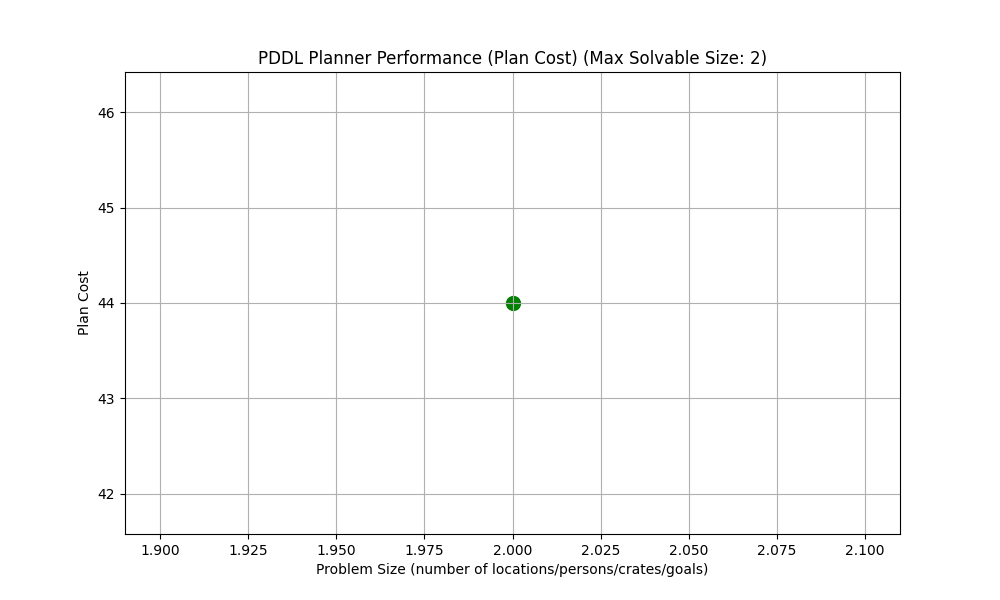 PDDL Planner Performance (Plan Cost) (Max Solvable Size: 2)
46
45
44
43
42
Plan Cost
1.900 1.925 1.950 1.975 2.000 2.025 2.050 2.075 2.100
Problem Size (number of locations/persons/crates/goals)